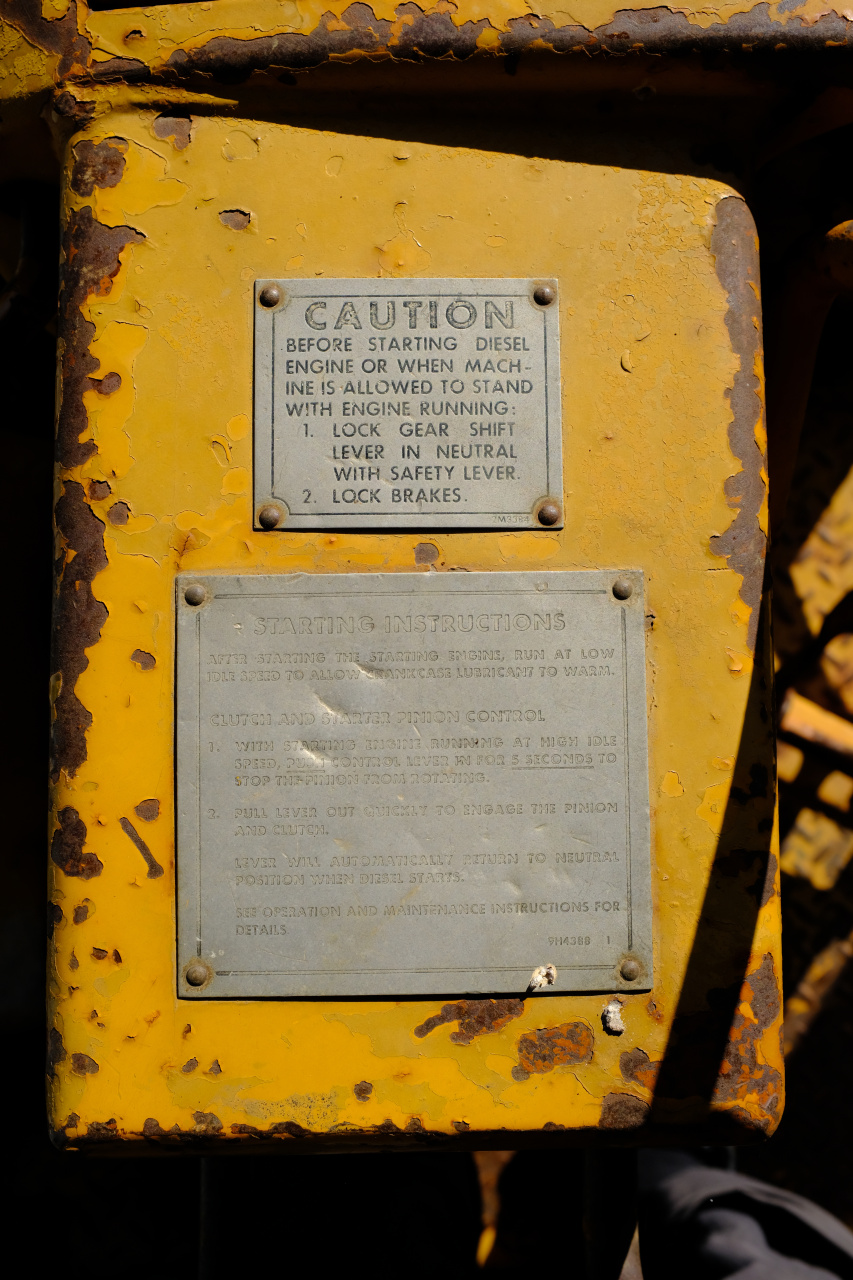 CAUTION
BEFORE STARTING DIESEL
ENGINE OR WHEN MACH-
INE IS ALLOWED TO STAND
WITH ENGINE RUNNING:
1. LOCK GEAR SHIFT
LEVER IN NEUTRAL
WITH SAFETY LEVER.
2. LOCK BRAKES.
STARTING INSTRUCTIONS
AFTER STARTING THE STARTING ENGINE, RUN AT LOW
IDLE SPEED TO ALLOW CRANKCASE LUBRICANT TO WARM.
CLUTCH AND STARTER PINION CONTROL
1. WITH STARTING ENGINE RUNNING AT HIGH IDLE
SPEED, PUSH CONTROL LEVER IN FOR 5 SECONDS TO
STOP THE PINION FROM ROTATING.
2. PULL LEVER OUT QUICKLY TO ENGAGE THE PINION
AND CLUTCH.
LEVER WILL AUTOMATICALLY RETURN TO NEUTRAL
POSITION WHEN DIESEL STARTS.
SEE OPERATION AND MAINTENANCE INSTRUCTIONS FOR
DETAILS
9H4388 1